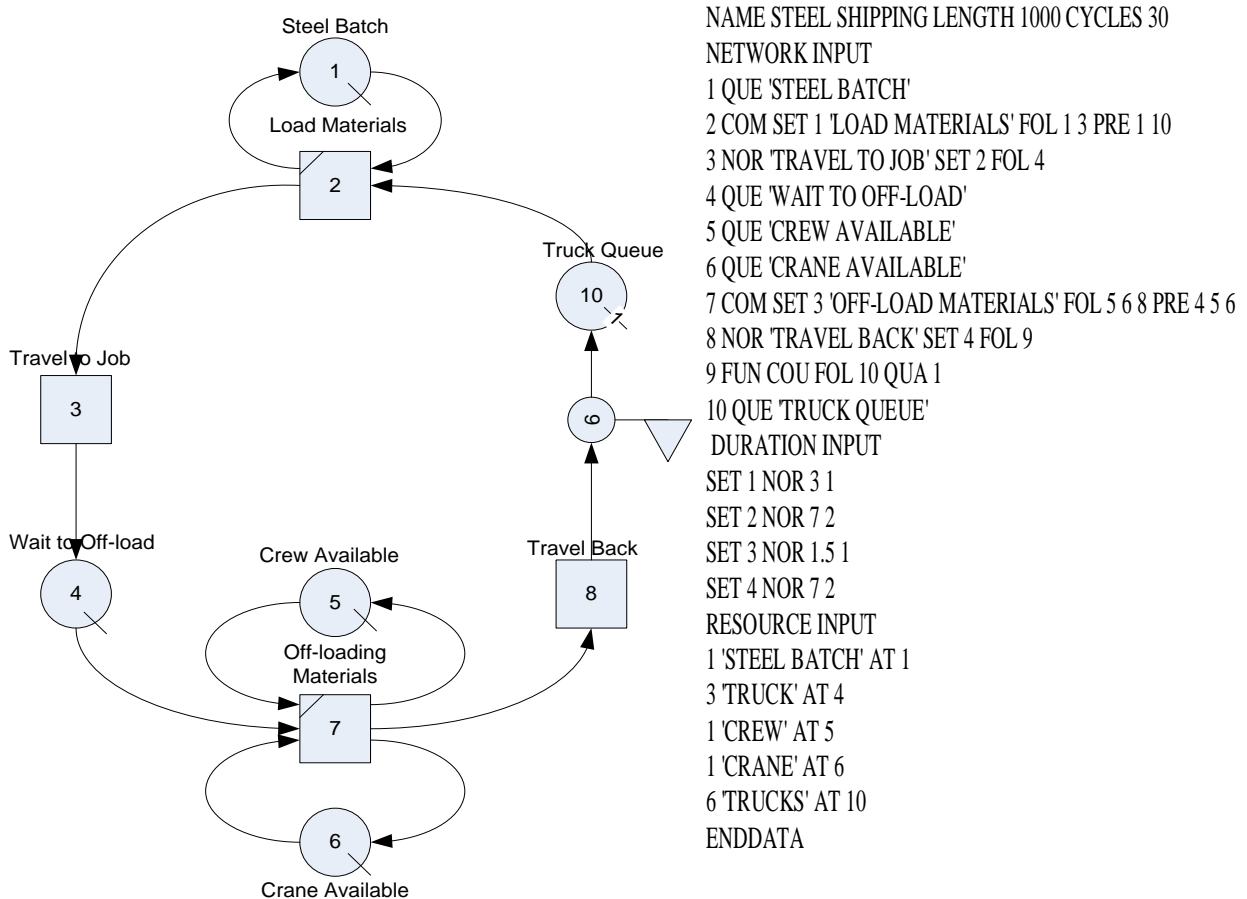 Steel Batch
1
Load Materials
2
Truck Queue
10
1
Travel to Job
3
9
Wait to Off-load
4
Crew Available
5
Off-loading
Materials
7
Travel Back
8
6
Crane Available
NAME STEEL SHIPPING LENGTH 1000 CYCLES 30
NETWORK INPUT
1 QUE 'STEEL BATCH'
2 COM SET 1 'LOAD MATERIALS' FOL 1 3 PRE 1 10
3 NOR 'TRAVEL TO JOB' SET 2 FOL 4
4 QUE 'WAIT TO OFF-LOAD'
5 QUE 'CREW AVAILABLE'
6 QUE 'CRANE AVAILABLE'
7 COM SET 3 'OFF-LOAD MATERIALS' FOL 5 6 8 PRE 4 5 6
8 NOR 'TRAVEL BACK' SET 4 FOL 9
9 FUN COU FOL 10 QUA 1
10 QUE 'TRUCK QUEUE'
DURATION INPUT
SET 1 NOR 3 1
SET 2 NOR 7 2
SET 3 NOR 1.5 1
SET 4 NOR 7 2
RESOURCE INPUT
1 'STEEL BATCH' AT 1
3 'TRUCK' AT 4
1 'CREW' AT 5
1 'CRANE' AT 6
6 'TRUCKS' AT 10
ENDDATA